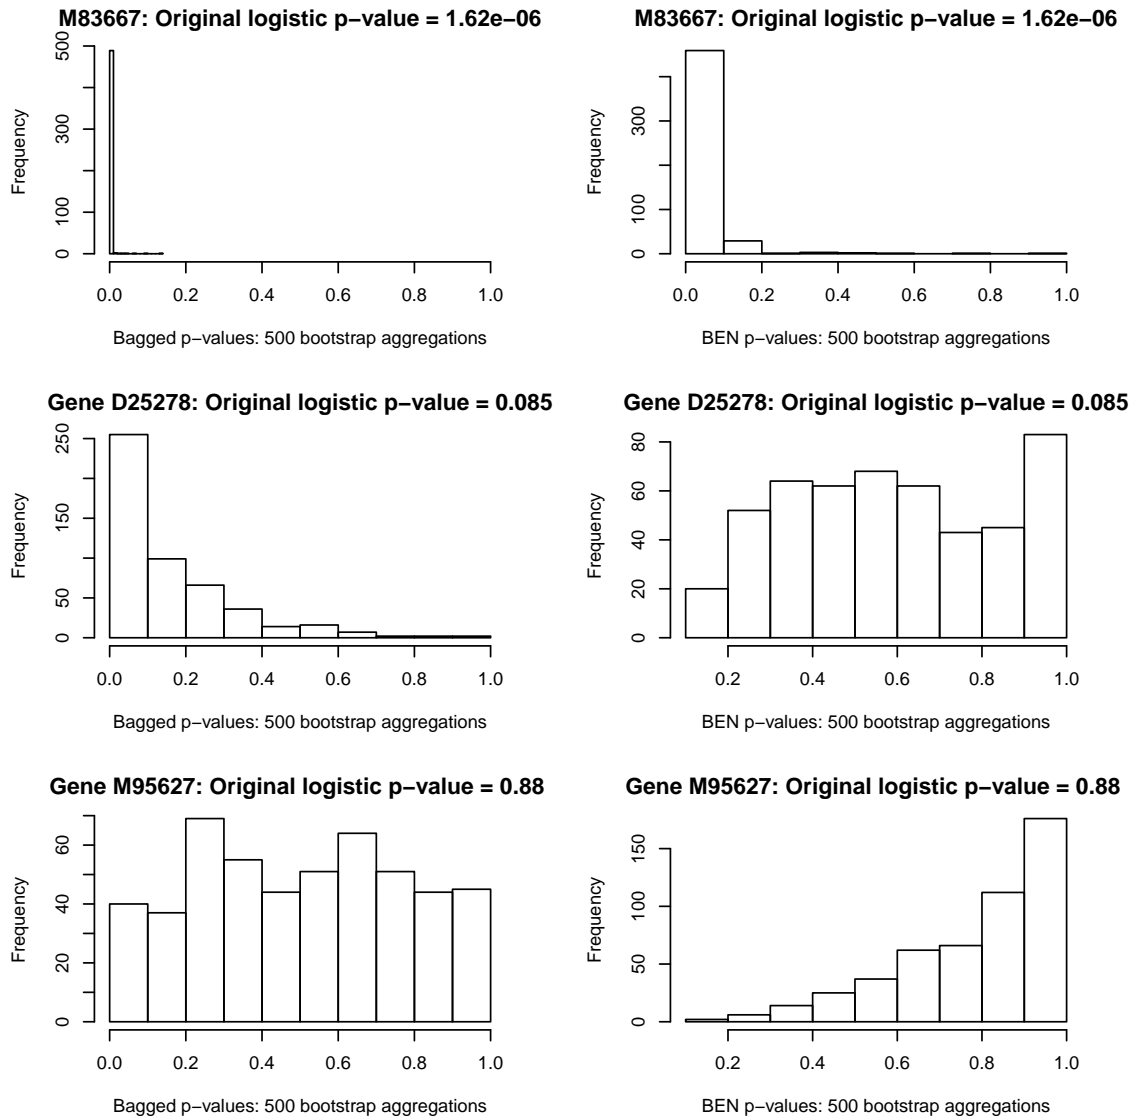 M83667: Original logistic p−value = 1.62e−06
Frequency
0
100
300
500
0.0 0.2 0.4 0.6 0.8 1.0
Bagged p−values: 500 bootstrap aggregations
M83667: Original logistic p−value = 1.62e−06
Frequency
0
100
300
0.0 0.2 0.4 0.6 0.8 1.0
BEN p−values: 500 bootstrap aggregations
Gene D25278: Original logistic p−value = 0.085
Frequency
0
50
150
250
0.0 0.2 0.4 0.6 0.8 1.0
Bagged p−values: 500 bootstrap aggregations
Gene D25278: Original logistic p−value = 0.085
Frequency
0
20
40
60
80
0.2 0.4 0.6 0.8 1.0
BEN p−values: 500 bootstrap aggregations
Gene M95627: Original logistic p−value = 0.88
Frequency
0
20
40
60
0.0 0.2 0.4 0.6 0.8 1.0
Bagged p−values: 500 bootstrap aggregations
Gene M95627: Original logistic p−value = 0.88
Frequency
0
50
100
150
0.2 0.4 0.6 0.8 1.0
BEN p−values: 500 bootstrap aggregations